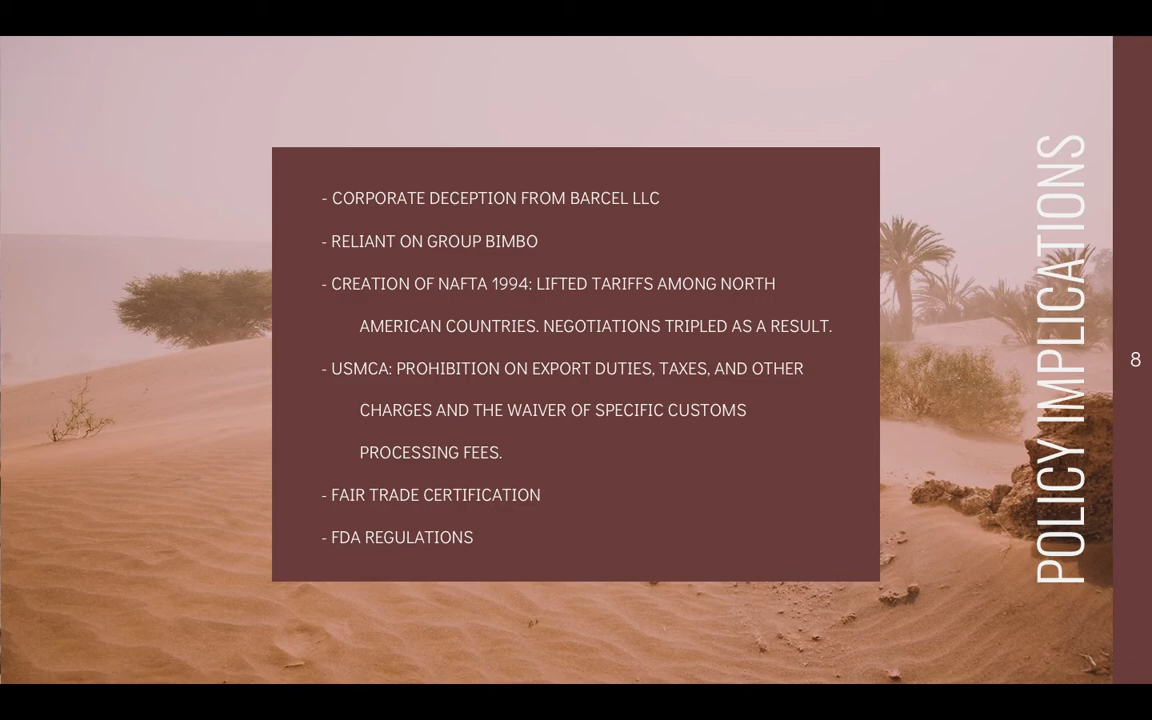 - CORPORATE DECEPTION FROM BARCEL LLC
- RELIANT ON GROUP BIMBO
- CREATION OF NAFTA 1994: LIFTED TARIFFS AMONG NORTH
AMERICAN COUNTRIES. NEGOTIATIONS TRIPLED AS A RESULT.
- USMCA: PROHIBITION ON EXPORT DUTIES, TAXES, AND OTHER
CHARGES AND THE WAIVER OF SPECIFIC CUSTOMS
PROCESSING FEES.
- FAIR TRADE CERTIFICATION
- FDA REGULATIONS
POLICY IMPLICATIONS
8